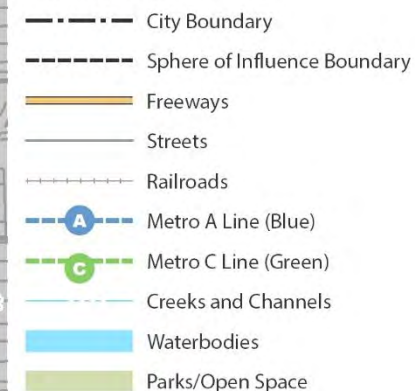 City Boundary
Sphere of Influence Boundary
Freeways
Streets
Railroads
A Metro A Line (Blue)
C Metro C Line (Green)
Creeks and Channels
Waterbodies
Parks/Open Space